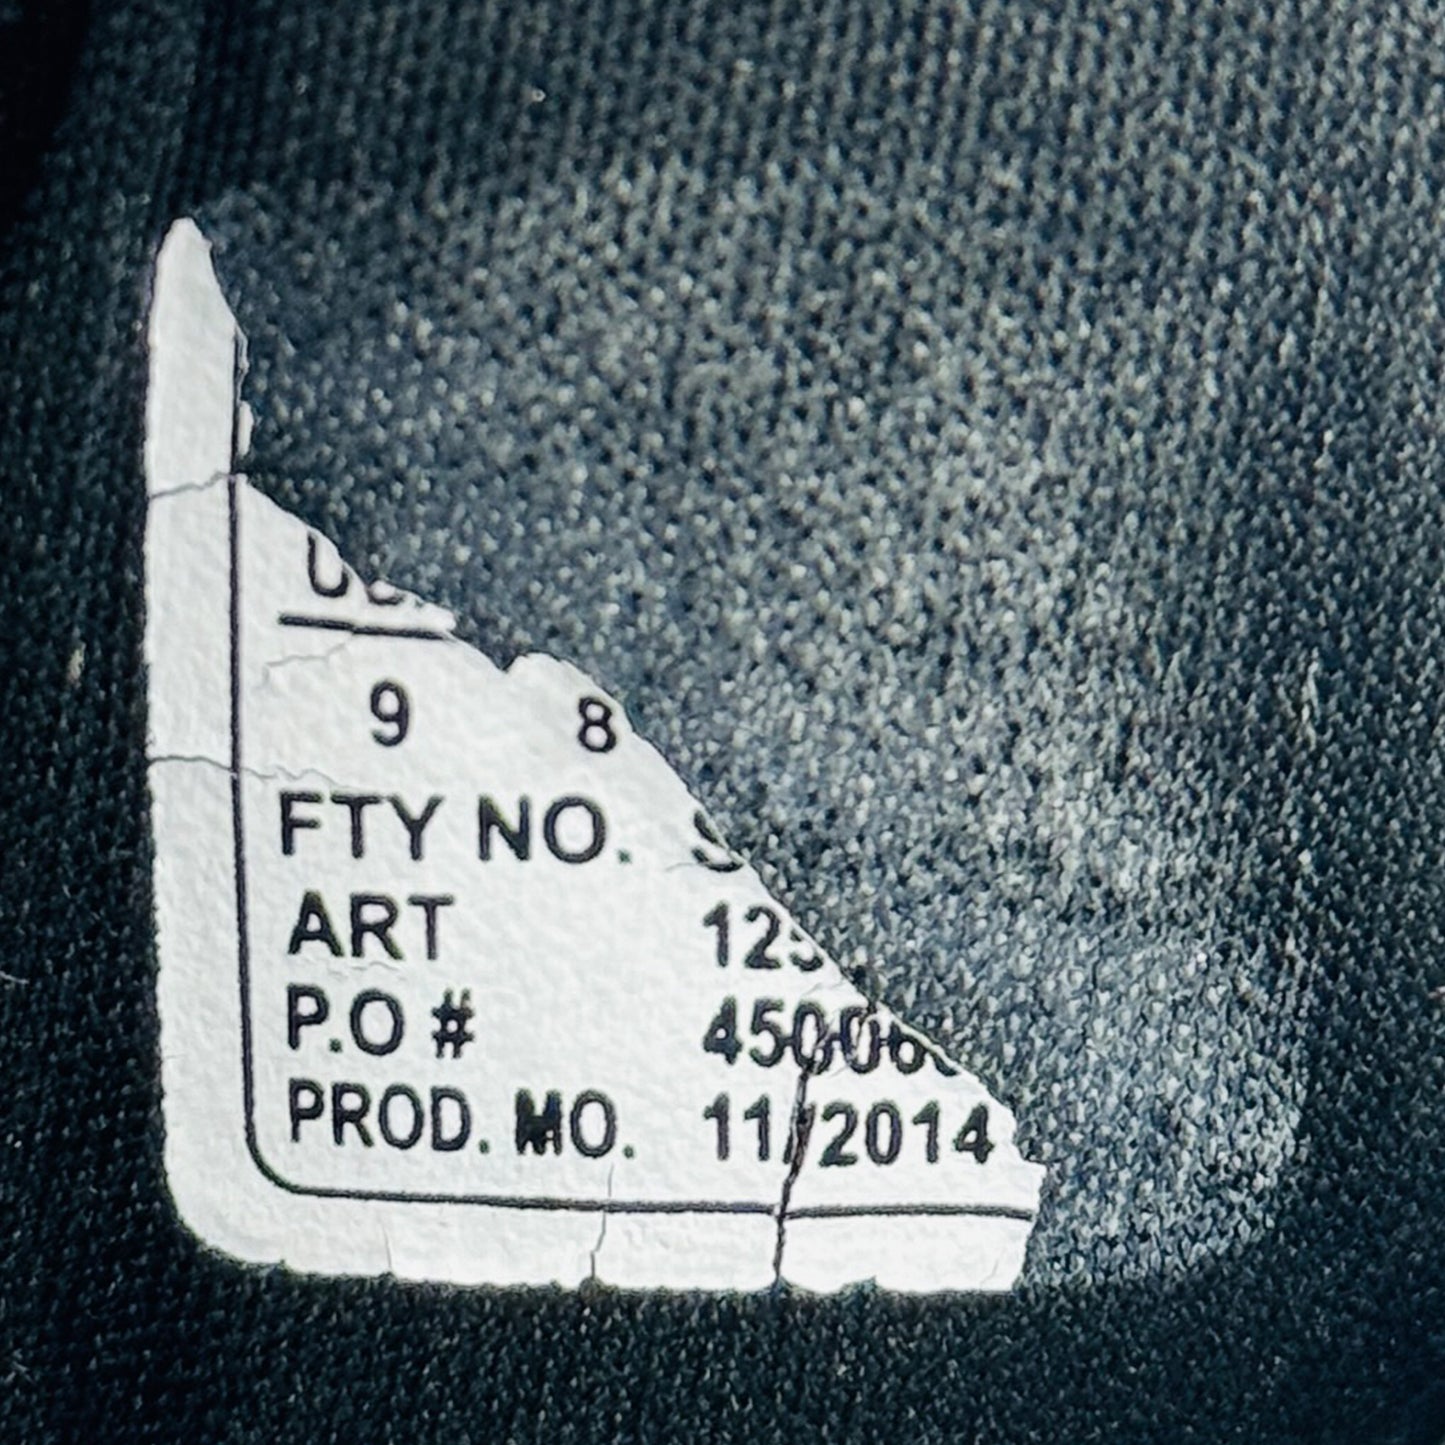 9 8
FTY NO.
ART
P.O #
PROD. MO. 11/2014